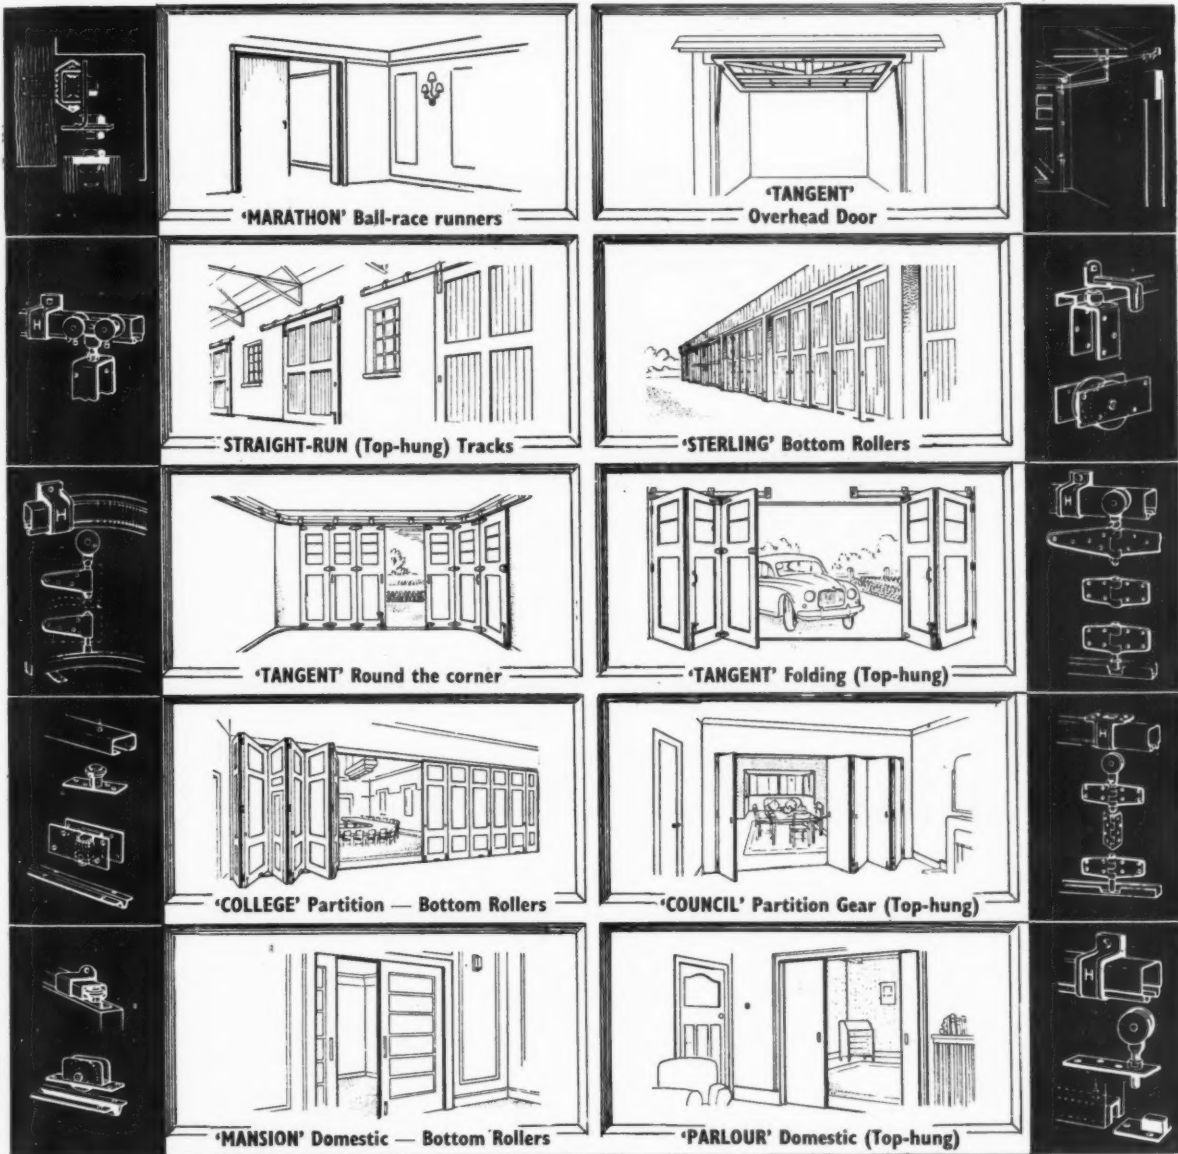 'MARATHON' Ball-race runners
'TANGENT'
Overhead Door
H
STRAIGHT-RUN (Top-hung) Tracks
'STERLING' Bottom Rollers
H
'TANGENT' Round the corner
'TANGENT' Folding (Top-hung)
H
'COLLEGE' Partition — Bottom Rollers
'COUNCIL' Partition Gear (Top-hung)
H
'MANSION' Domestic — Bottom Rollers
'PARLOUR' Domestic (Top-hung)
H